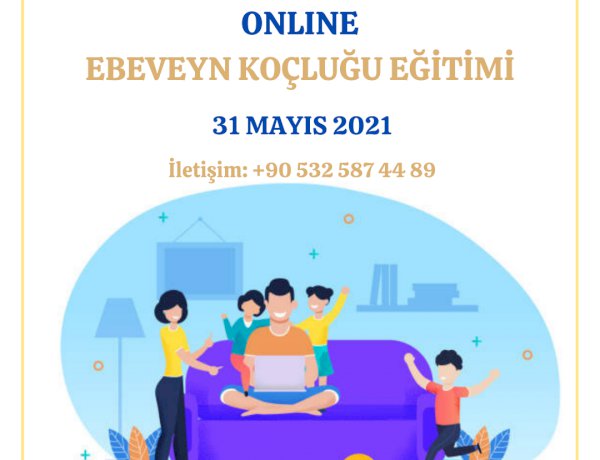 ONLINE
EBEVEYN KOÇLUĞU EĞİTİMİ
31 MAYIS 2021
İletişim: +90 532 587 44 89